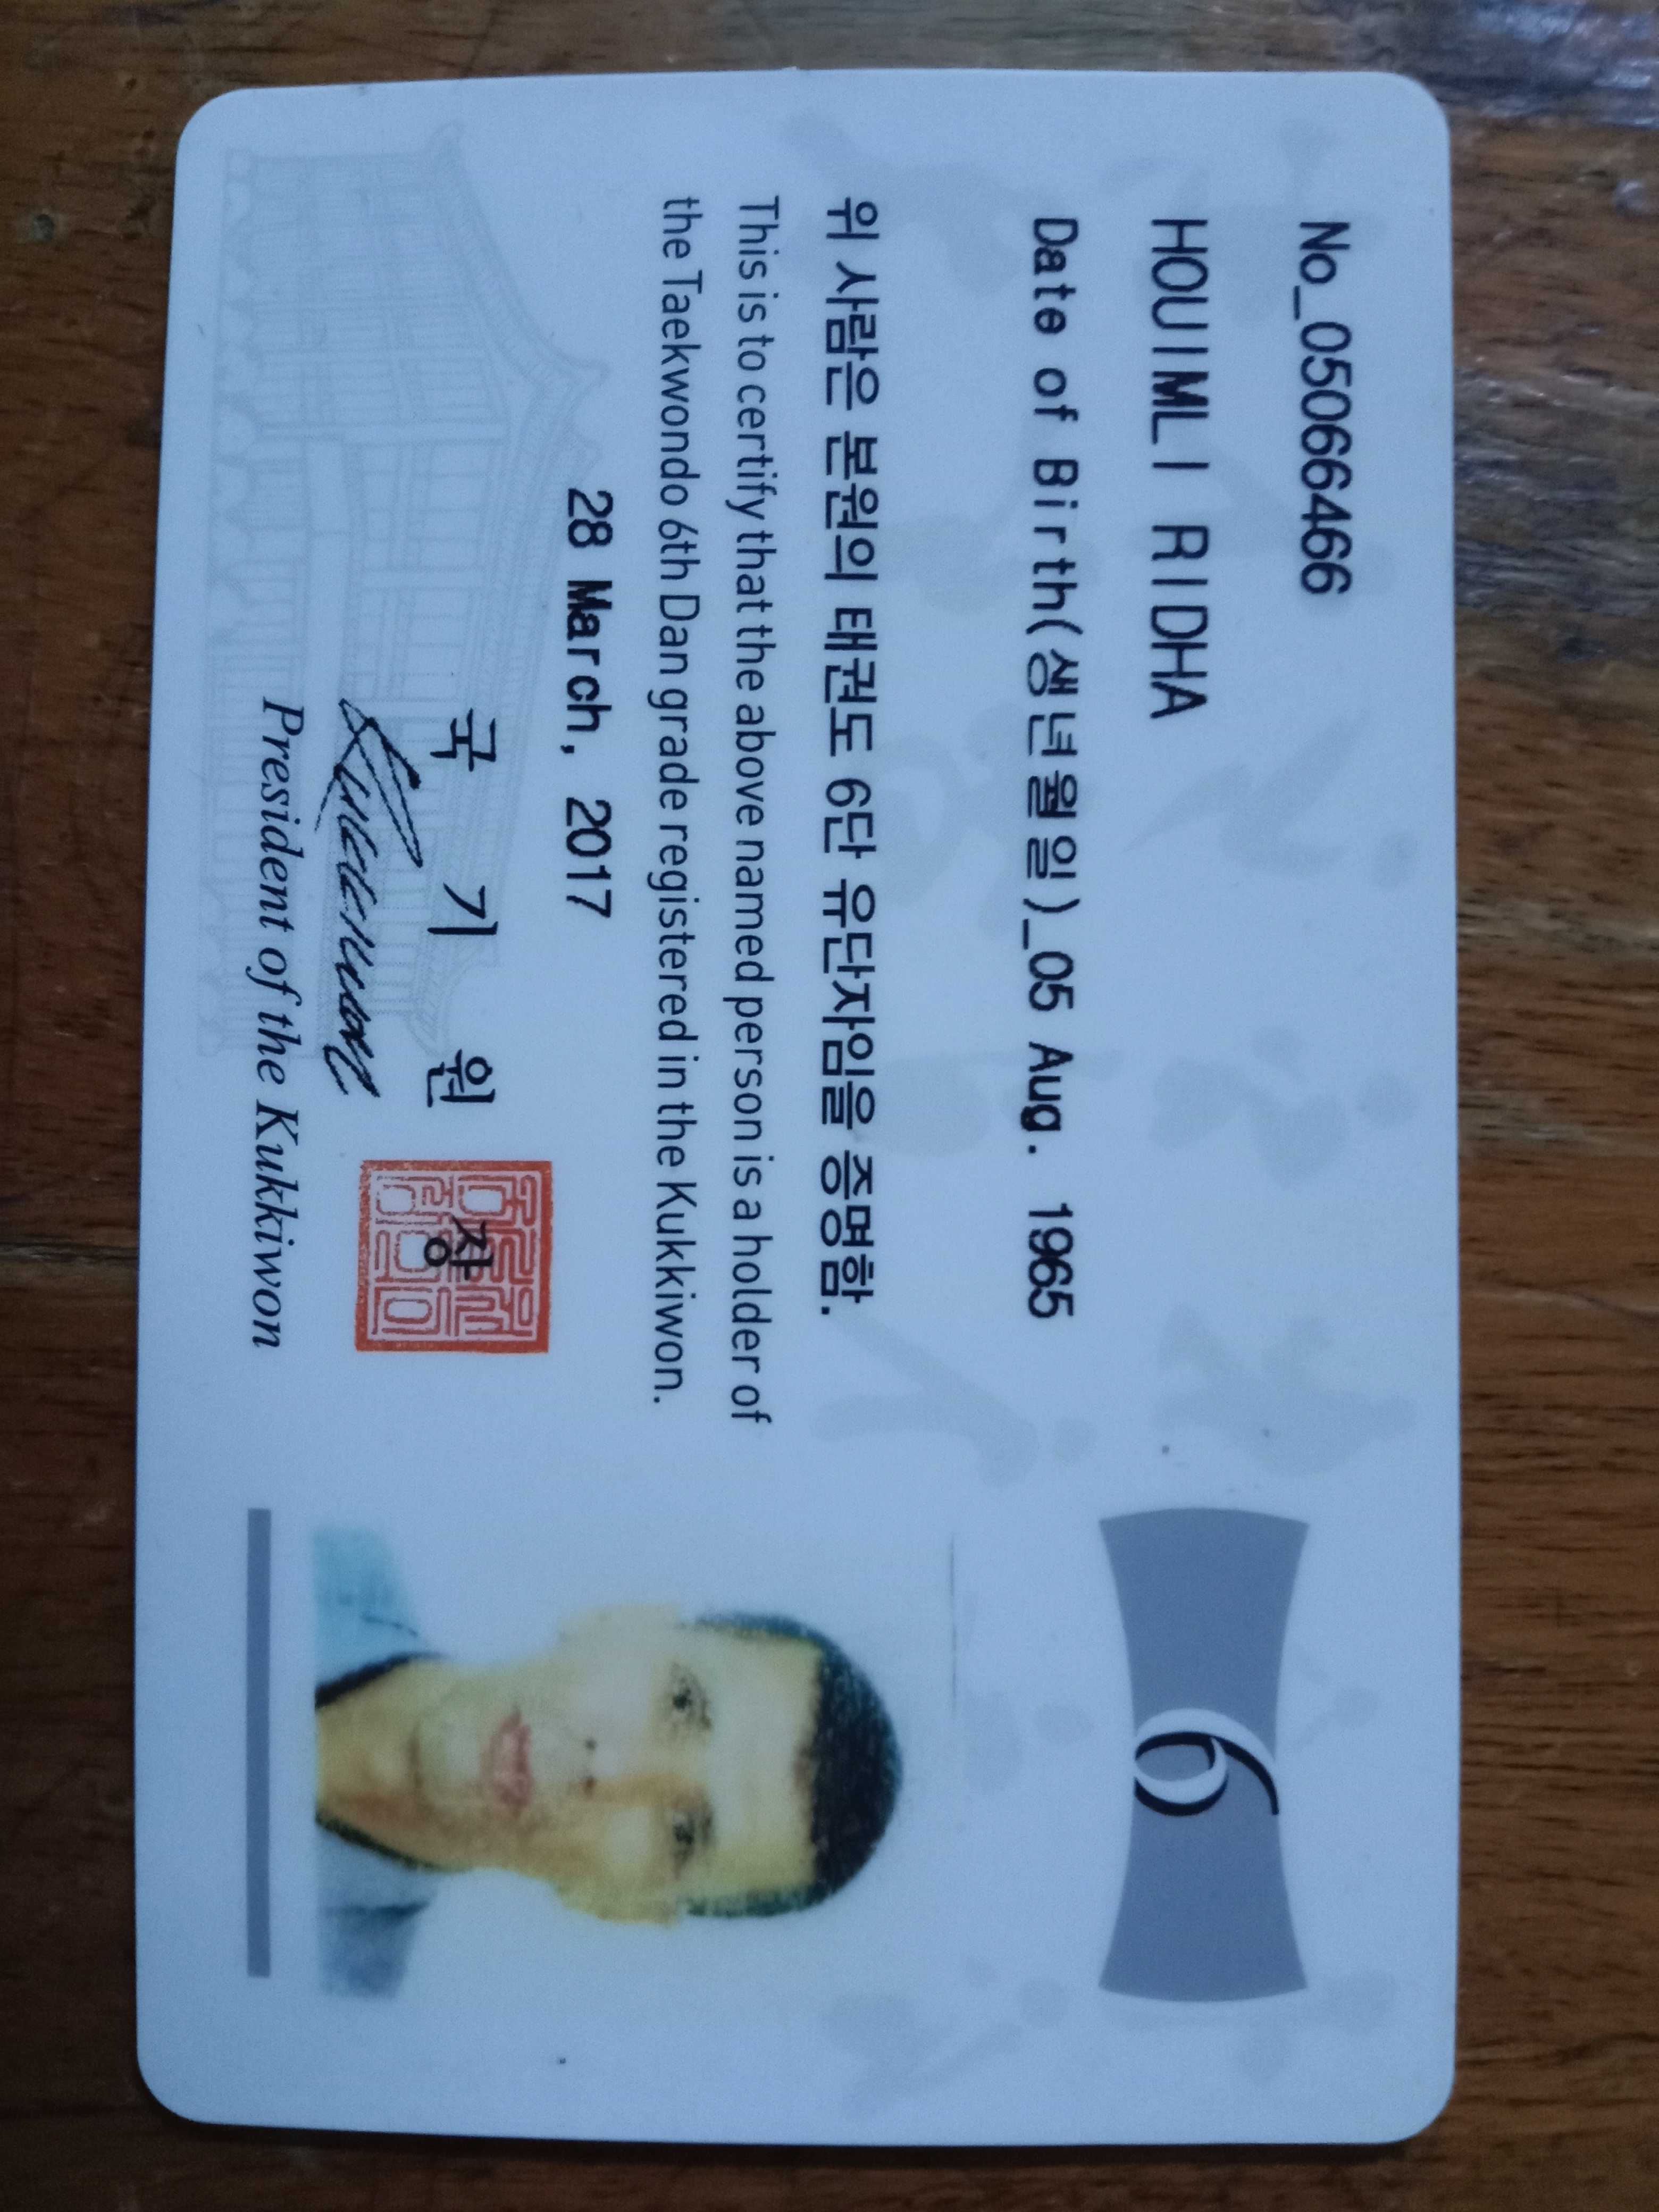 No_05066466
HOUIMLI RIDHA
Date of Birth(생년월일)_05 Aug. 1965
위 사람은 본원의 태권도 6단 유단자임을 증명함.
This is to certify that the above named person is a holder of
the Taekwondo 6th Dan grade registered in the Kukkiwon.
28 March, 2017
국 기 원 장
President of the Kukkiwon
6